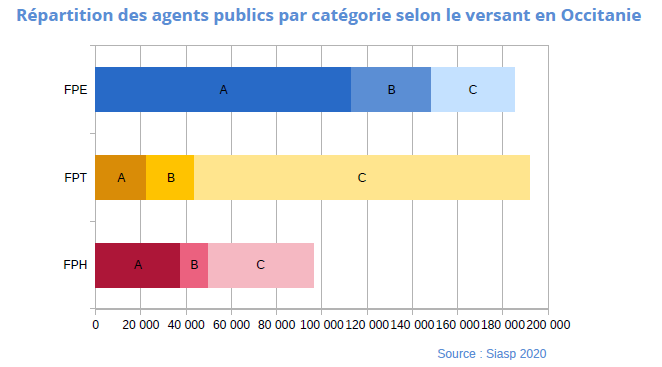 Répartition des agents publics par catégorie selon le versant en Occitanie
FPE A B C
FPT A B C
FPH A B C
0 20 000 40 000 60 000 80 000 100 000 120 000 140 000 160 000 180 000 200 000
Source : Siasp 2020